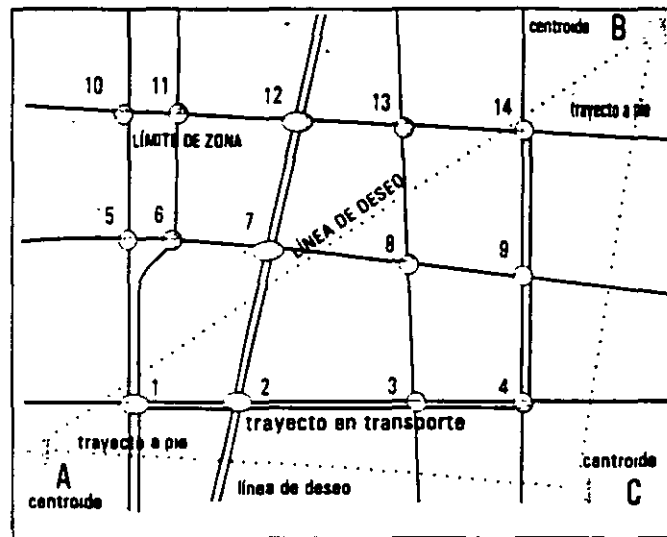 centroide B
10 11 12 13 14
trayecto a pie
LÍMITE DE ZONA
LÍNEA DE DESEO
5 6 7 8 9
1 2 3 4
trayecto en transporte
trayecto a pie
A
centroide
línea de deseo
centroide
C